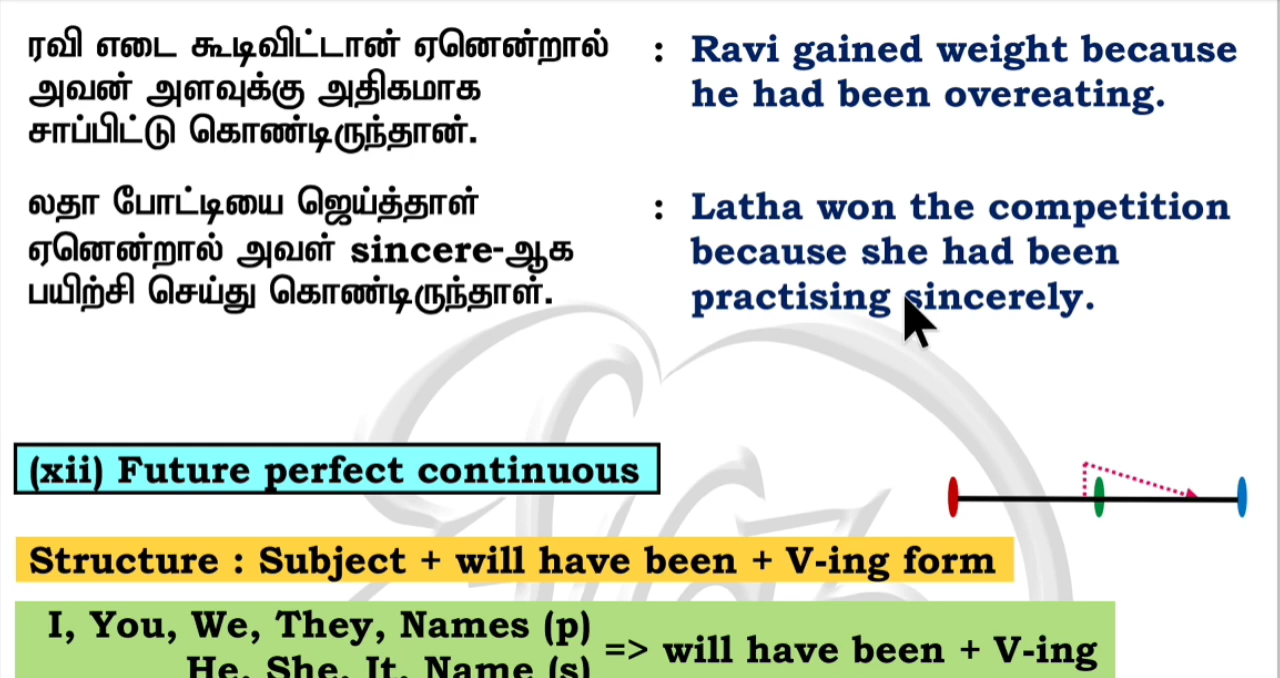 ரவி எடை கூடிவிட்டான் ஏனென்றால் : Ravi gained weight because
அவன் அளவுக்கு அதிகமாக he had been overeating.
சாப்பிட்டு கொண்டிருந்தான்.
லதா போட்டியை ஜெய்த்தாள் : Latha won the competition
ஏனென்றால் அவள் sincere-ஆக because she had been
பயிற்சி செய்து கொண்டிருந்தாள். practising sincerely.
(xii) Future perfect continuous
Structure : Subject + will have been + V-ing form
I, You, We, They, Names (p)
=> will have been + V-ing
He, She, It, Name (s)